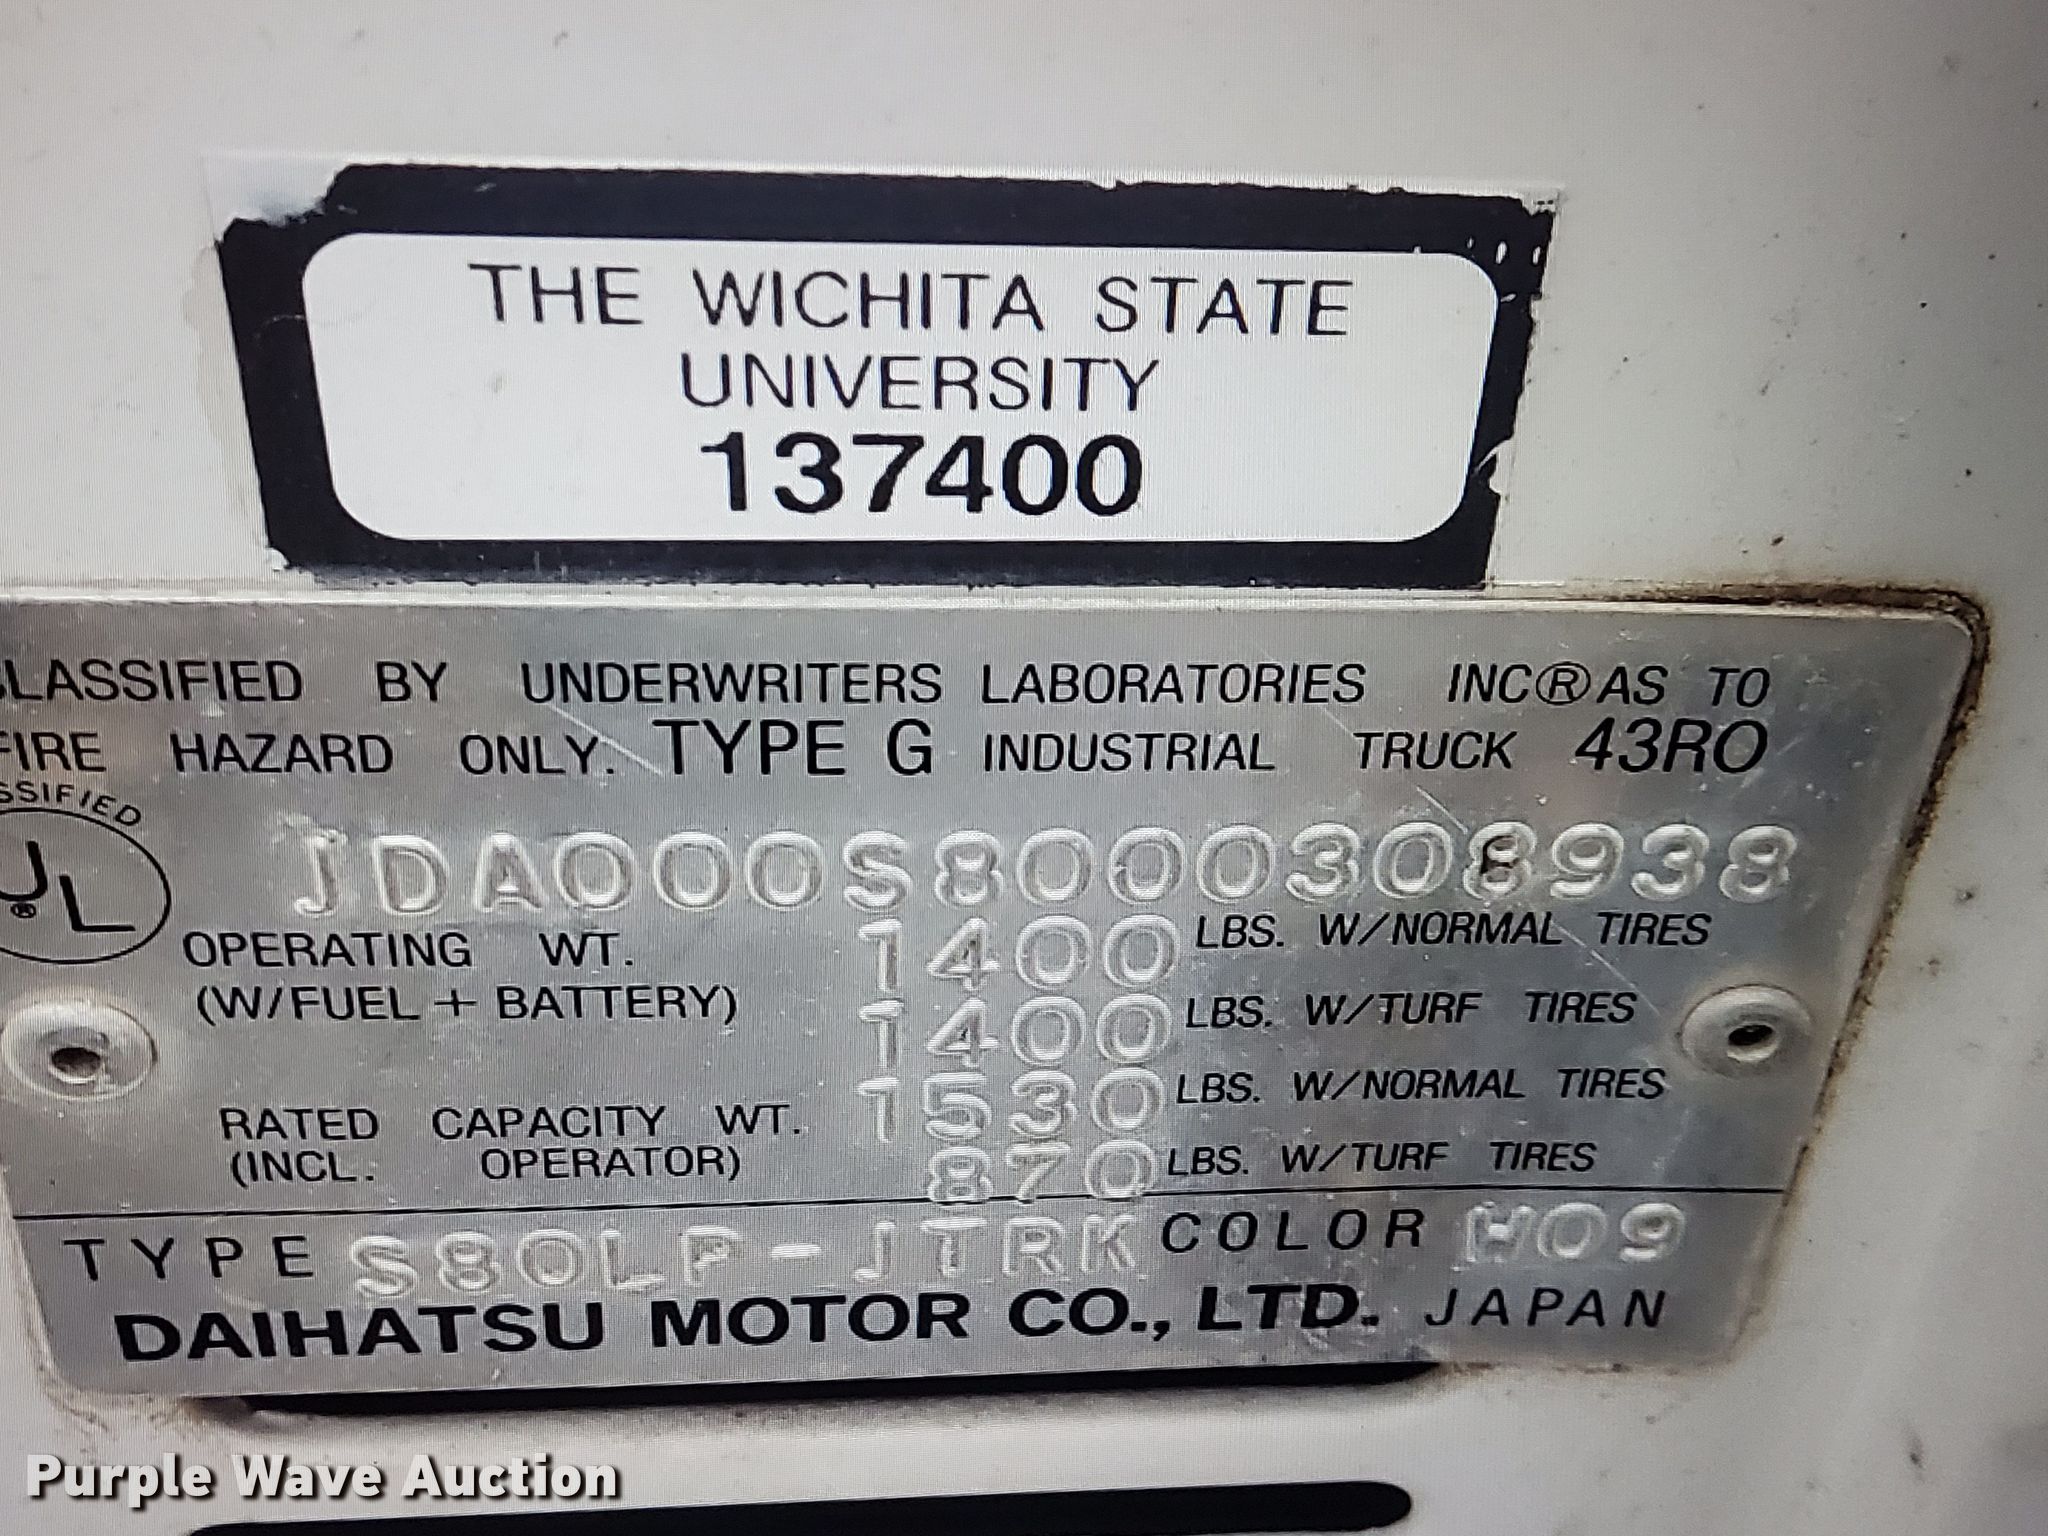 THE WICHITA STATE
UNIVERSITY
137400
CLASSIFIED BY UNDERWRITERS LABORATORIES INC® AS TO
FIRE HAZARD ONLY. TYPE G INDUSTRIAL TRUCK 43RO
SSIFIED
UL®
JDA000S8000308938
OPERATING WT. 1400 LBS. W/NORMAL TIRES
(W/FUEL + BATTERY) 1400 LBS. W/TURF TIRES
RATED CAPACITY WT. 1530 LBS. W/NORMAL TIRES
(INCL. OPERATOR) 870 LBS. W/TURF TIRES
TYPE S80LP-JTRK COLOR W09
DAIHATSU MOTOR CO., LTD. JAPAN
Purple Wave Auction